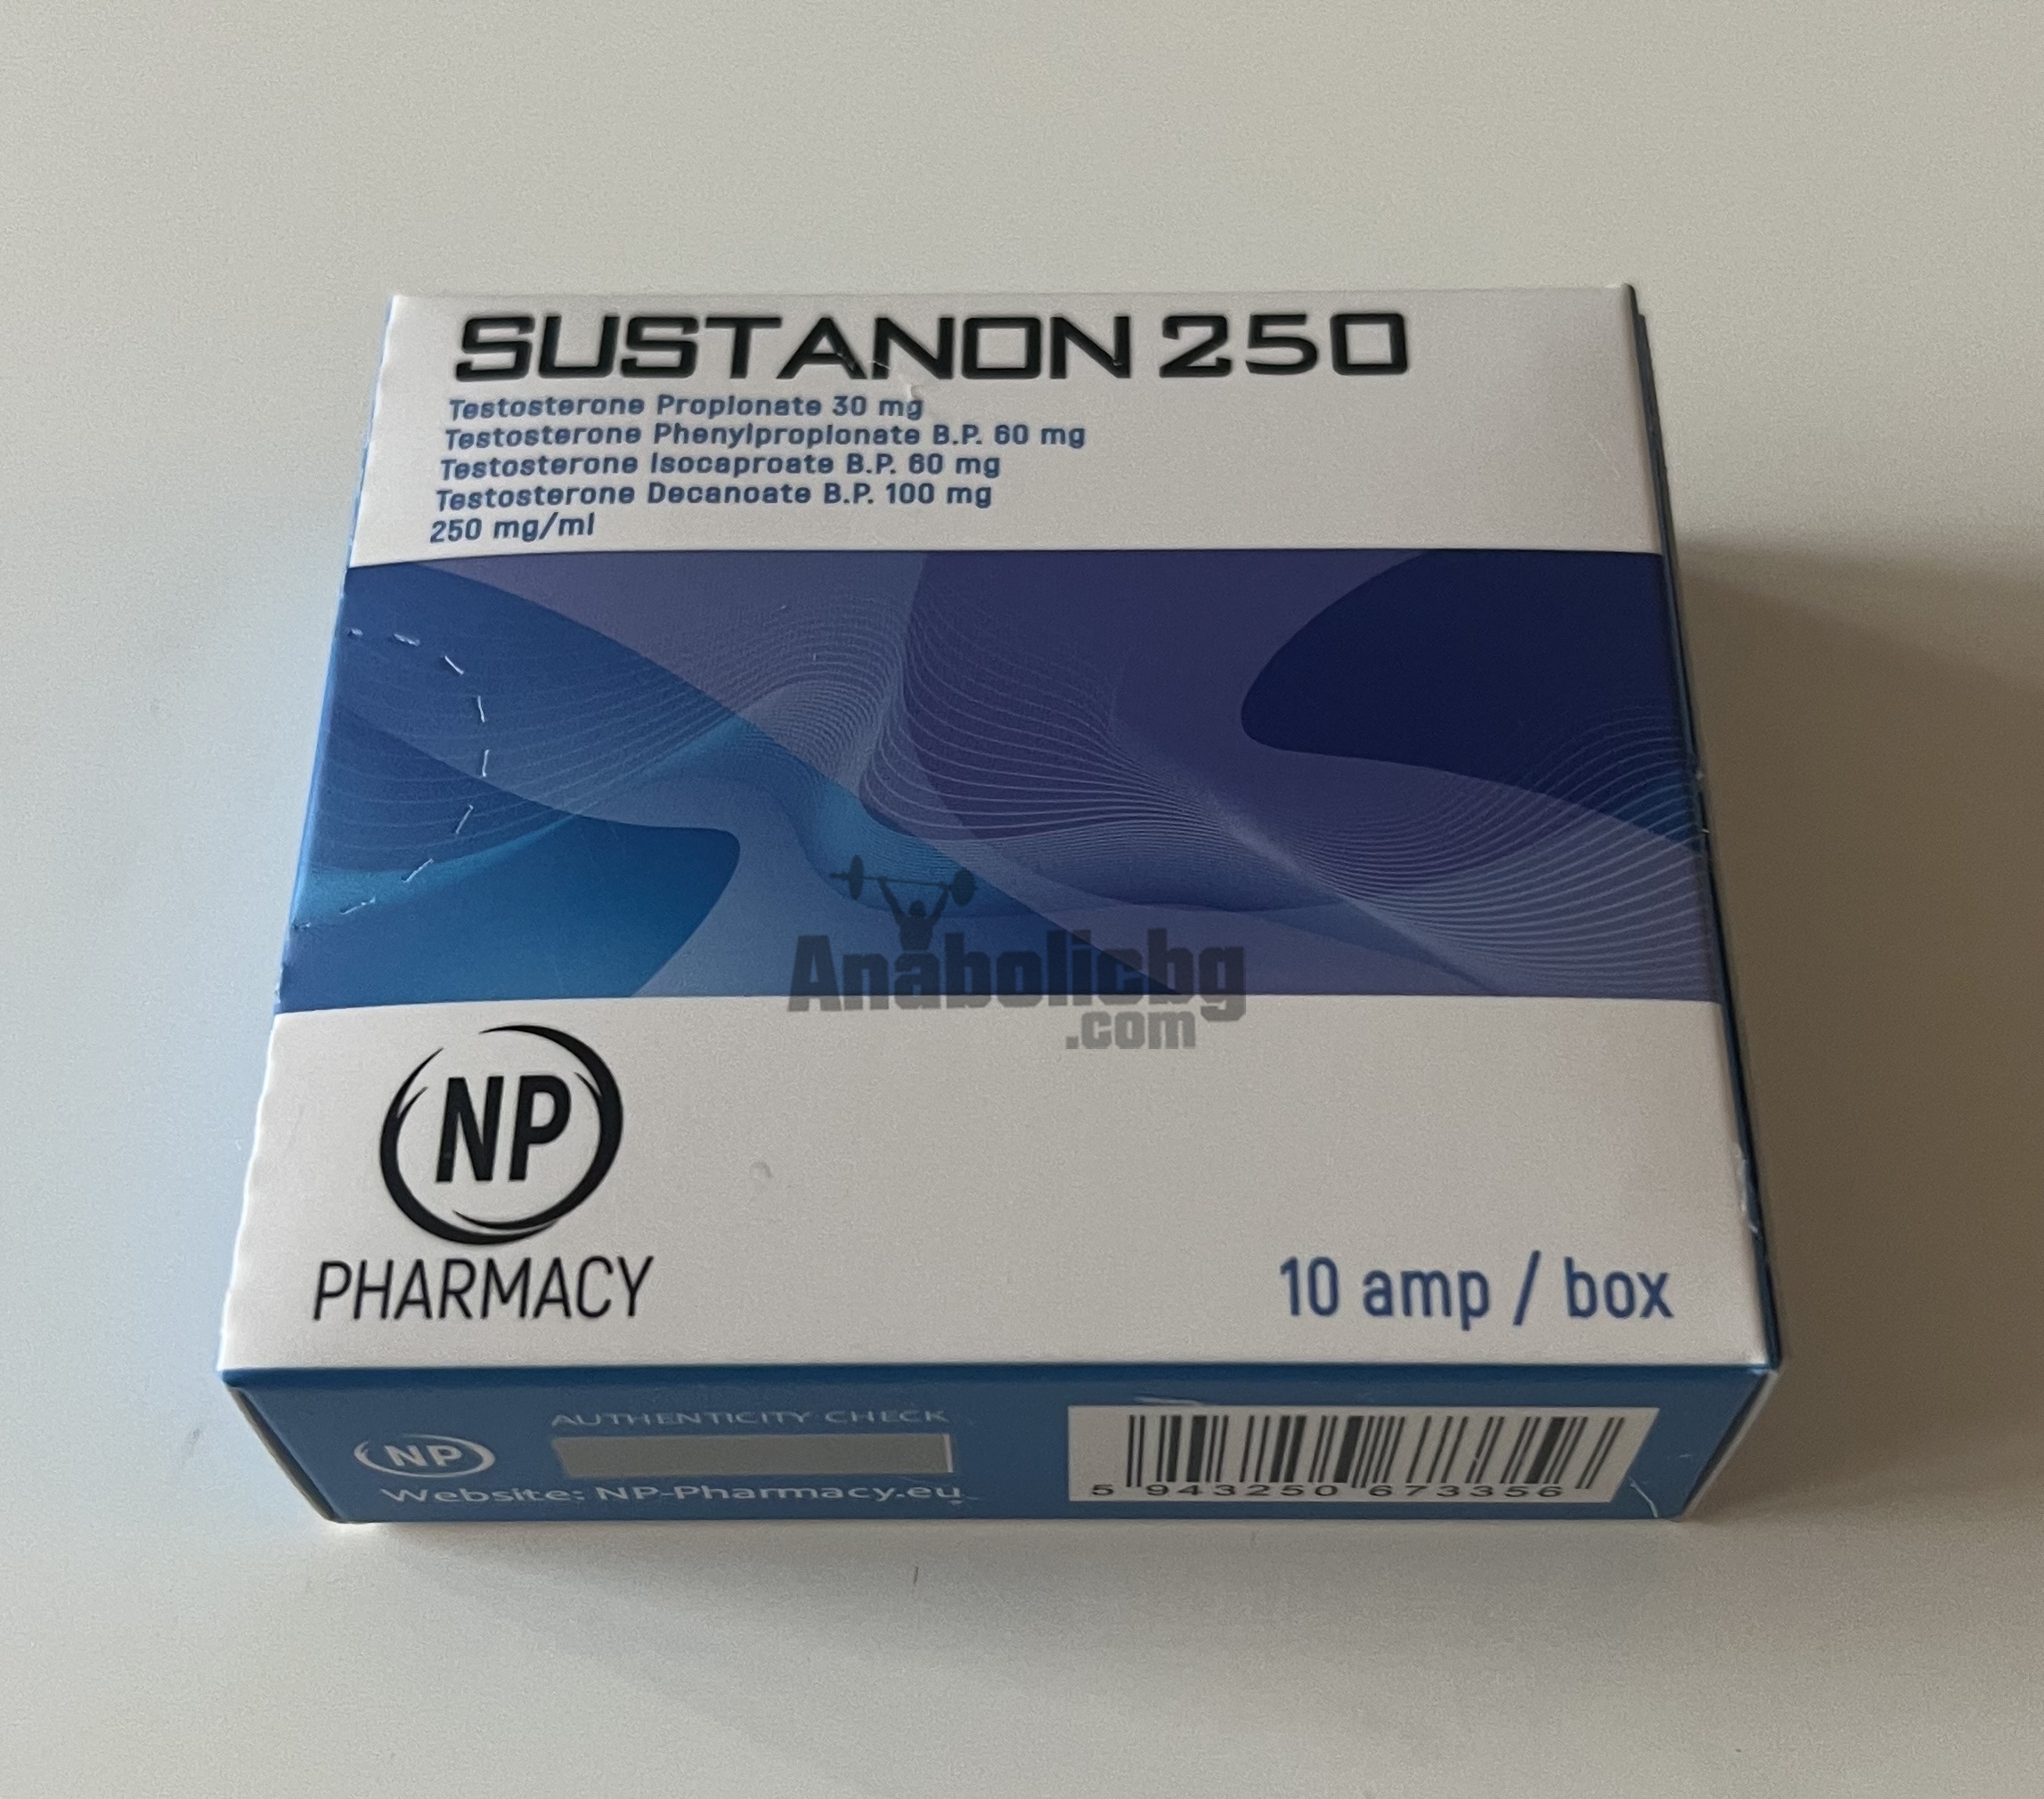 SUSTANON 250
Testosterone Propionate 30 mg
Testosterone Phenylpropionate B.P. 60 mg
Testosterone Isocaproate B.P. 60 mg
Testosterone Decanoate B.P. 100 mg
250 mg/ml
Anabolicbg
.com
NP
PHARMACY
10 amp / box
AUTHENTICITY CHECK
NP
Website: NP-Pharmacy.eu
5 943250 673356